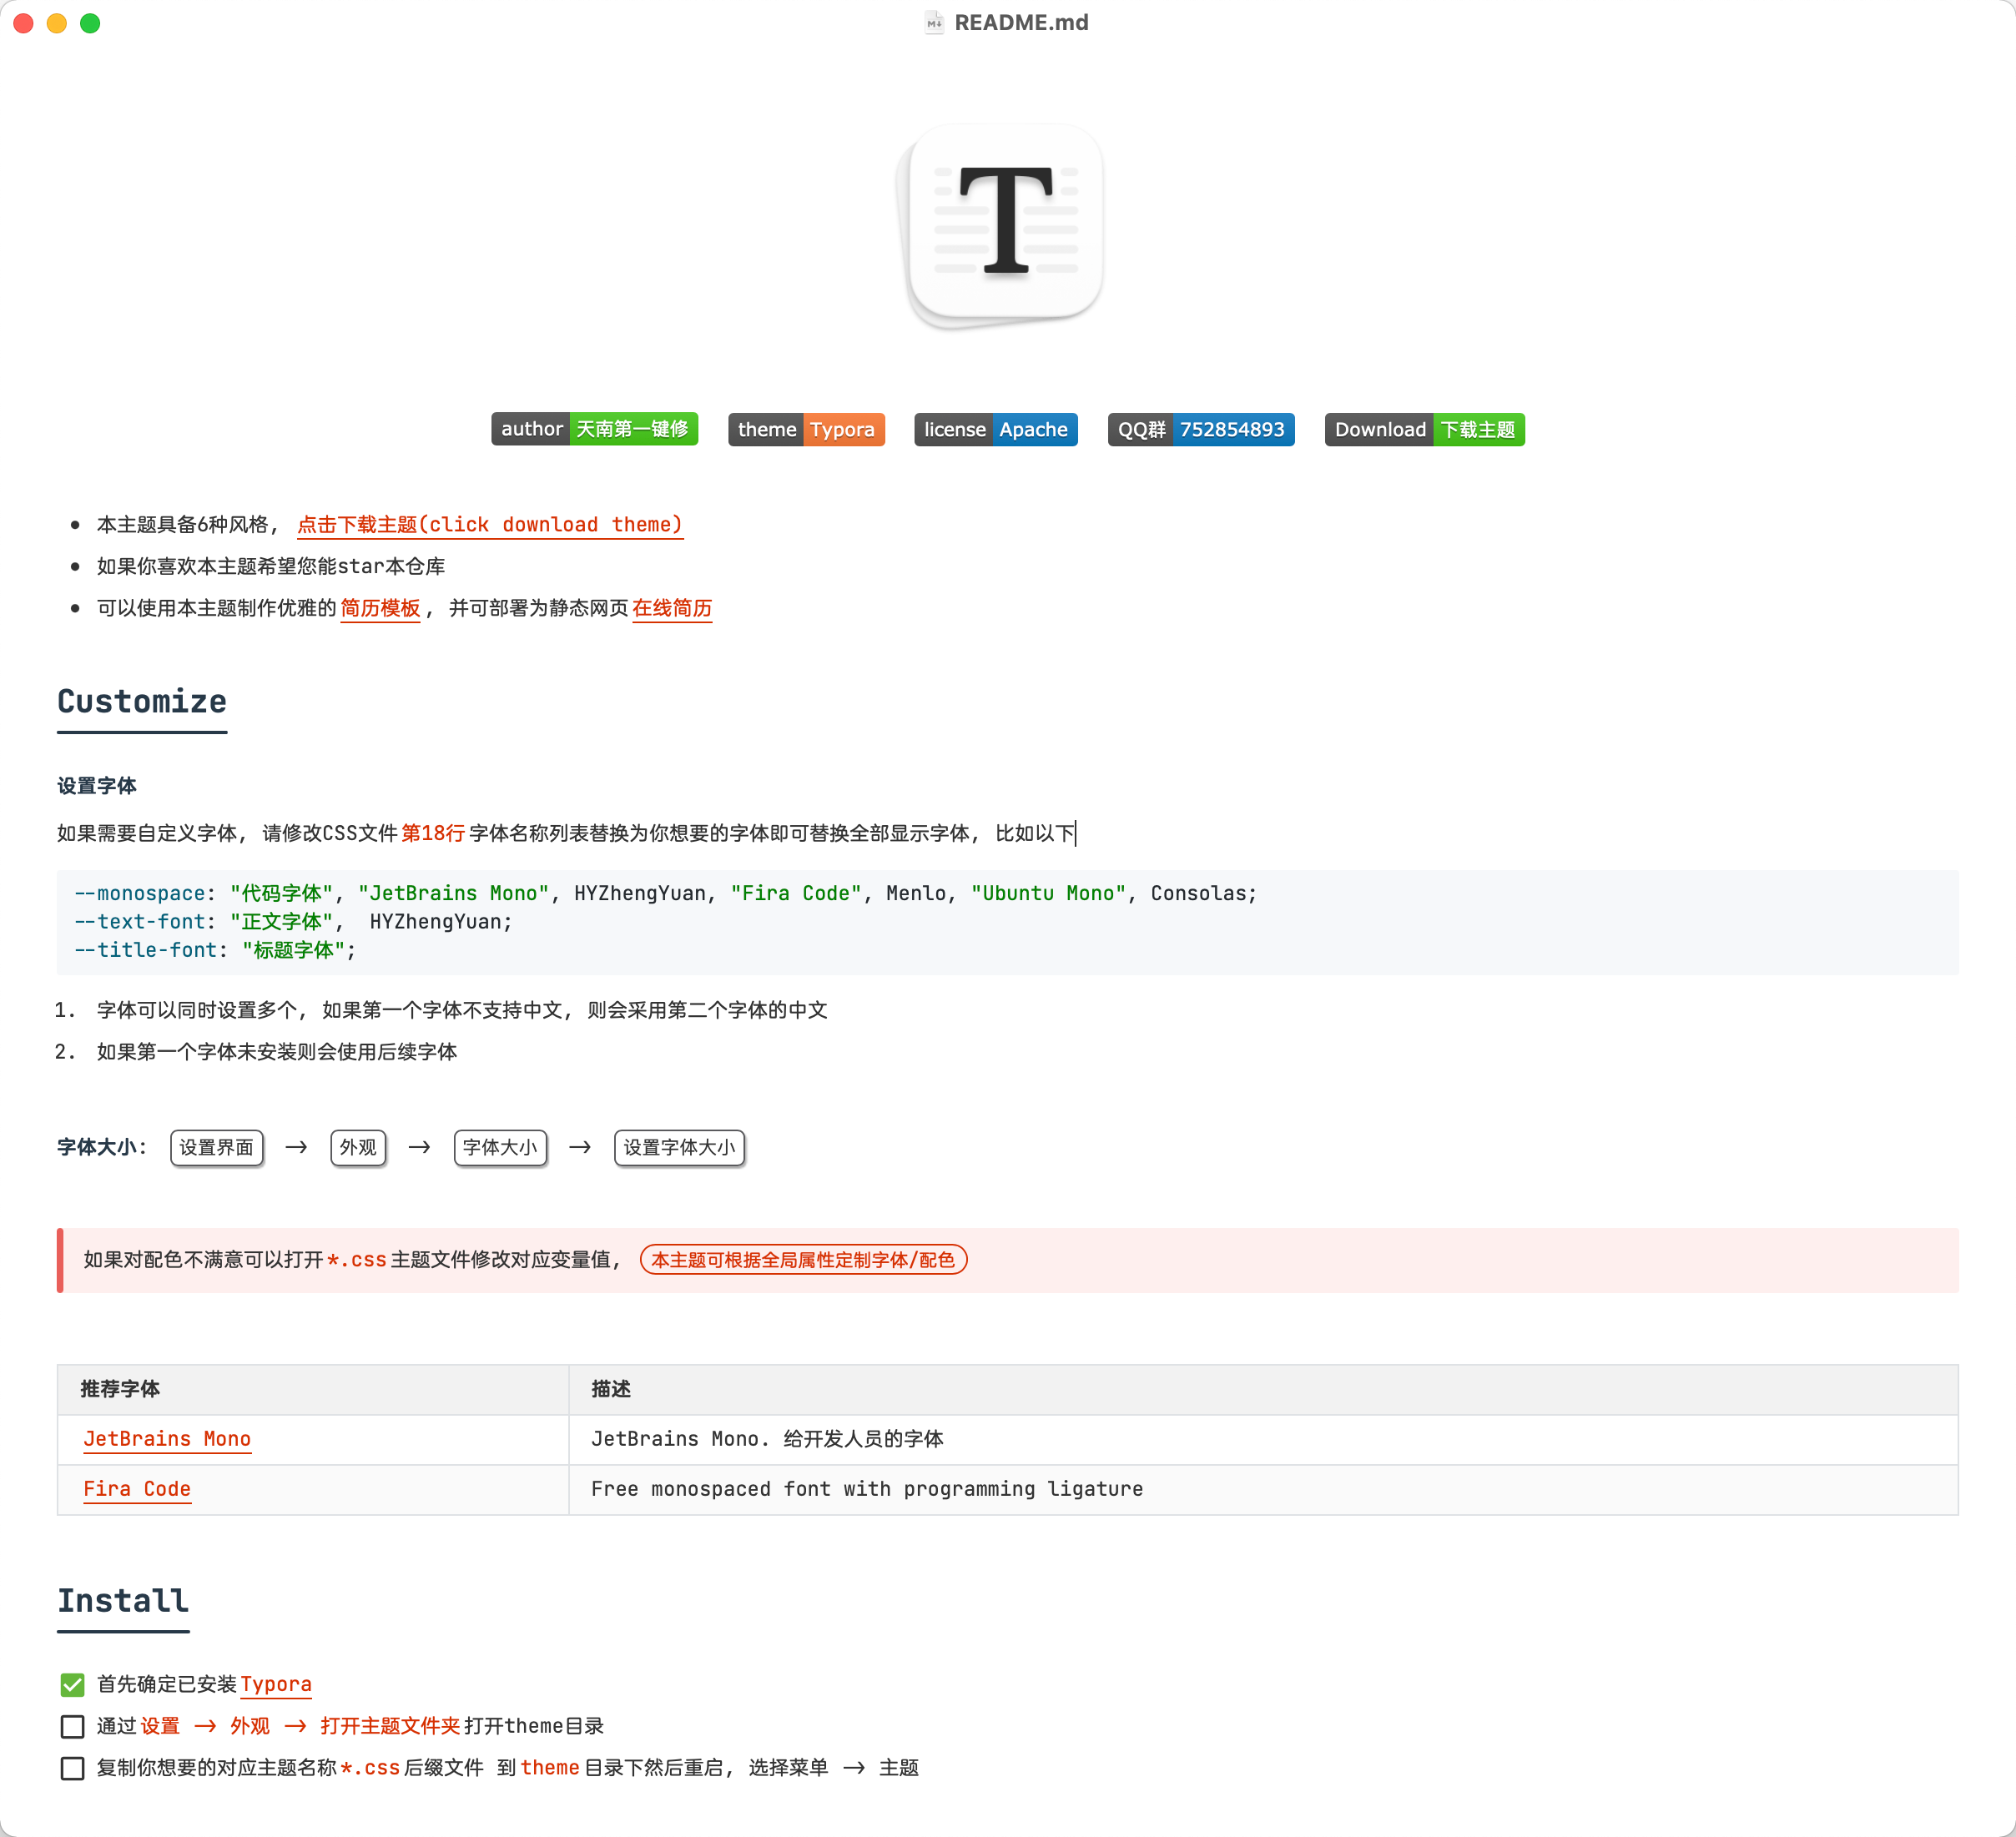 README.md
T
author 天南第一键修 theme Typora license Apache QQ群 752854893 Download 下载主题
本主题具备6种风格, 点击下载主题(click download theme)
如果你喜欢本主题希望您能star本仓库
可以使用本主题制作优雅的简历模板, 并可部署为静态网页在线简历
Customize
设置字体
如果需要自定义字体, 请修改CSS文件第18行字体名称列表替换为你想要的字体即可替换全部显示字体, 比如以下
--monospace: "代码字体", "JetBrains Mono", HYZhengYuan, "Fira Code", Menlo, "Ubuntu Mono", Consolas;
--text-font: "正文字体",  HYZhengYuan;
--title-font: "标题字体";
1. 字体可以同时设置多个, 如果第一个字体不支持中文, 则会采用第二个字体的中文
2. 如果第一个字体未安装则会使用后续字体
字体大小: 设置界面 → 外观 → 字体大小 → 设置字体大小
如果对配色不满意可以打开*.css主题文件修改对应变量值, 本主题可根据全局属性定制字体/配色
推荐字体 描述
JetBrains Mono JetBrains Mono. 给开发人员的字体
Fira Code Free monospaced font with programming ligature
Install
首先确定已安装Typora
通过设置 → 外观 → 打开主题文件夹打开theme目录
复制你想要的对应主题名称*.css后缀文件 到theme目录下然后重启, 选择菜单 → 主题